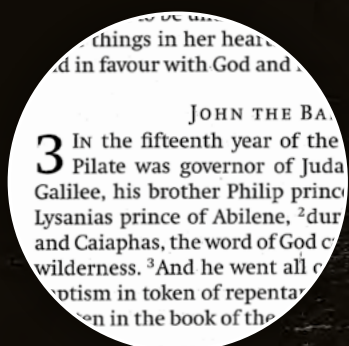 things in her heart
d in favour with God and
JOHN THE BA
3 IN the fifteenth year of the
Pilate was governor of Juda
Galilee, his brother Philip princ
Lysanias prince of Abilene, ²dur
and Caiaphas, the word of God c
wilderness. ³And he went all
ptism in token of repentar
en in the book of the